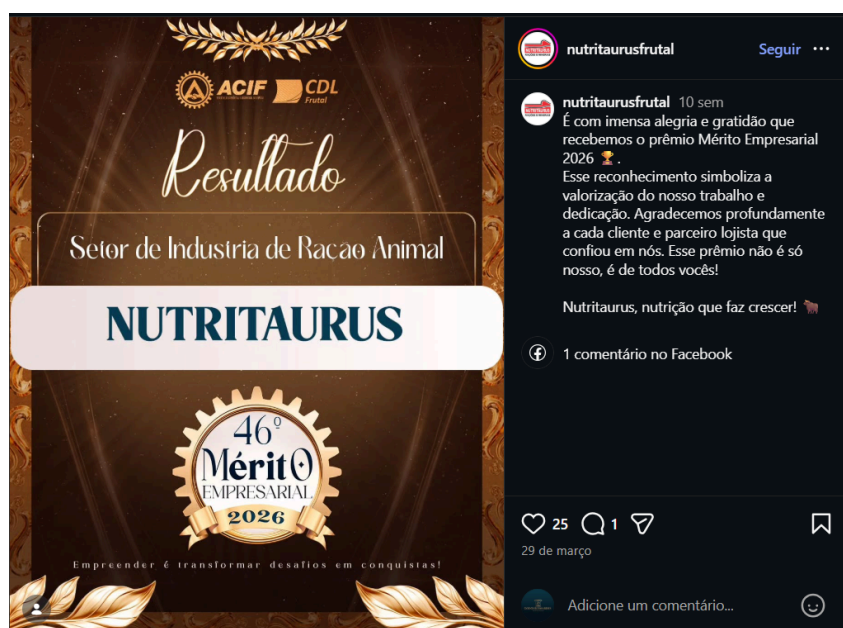 ACIF CDL
Frutal
Resultado
Setor de Industria de Racao Animal
NUTRITAURUS
46º
Mérito
EMPRESARIAL
2026
Empreender é transformar desafios em conquistas!
nutritaurusfrutal Seguir ...
nutritaurusfrutal 10 sem
É com imensa alegria e gratidão que
recebemos o prêmio Mérito Empresarial
2026 🏆 .
Esse reconhecimento simboliza a
valorização do nosso trabalho e
dedicação. Agradecemos profundamente
a cada cliente e parceiro lojista que
confiou em nós. Esse prêmio não é só
nosso, é de todos vocês!
Nutritaurus, nutrição que faz crescer! 🐂
1 comentário no Facebook
25 1
29 de março
Adicione um comentário...